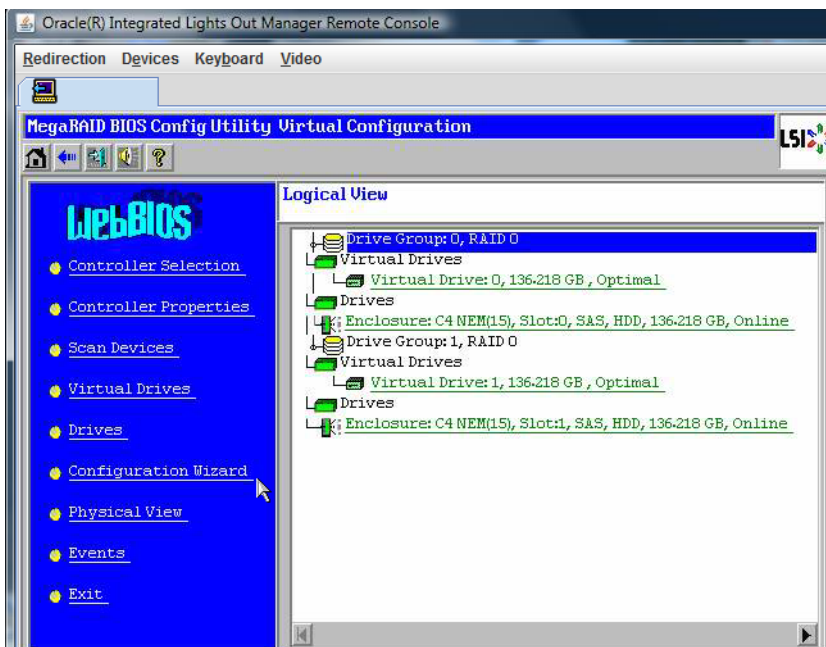 Oracle(R) Integrated Lights Out Manager Remote Console
Redirection Devices Keyboard Video
MegaRAID BIOS Config Utility Virtual Configuration
LSI
WebBIOS
Controller Selection
Controller Properties
Scan Devices
Virtual Drives
Drives
Configuration Wizard
Physical View
Events
Exit
Logical View
Drive Group: 0, RAID 0
Virtual Drives
Virtual Drive: 0, 136.218 GB, Optimal
Drives
Enclosure: C4 NEM(15), Slot:0, SAS, HDD, 136.218 GB, Online
Drive Group: 1, RAID 0
Virtual Drives
Virtual Drive: 1, 136.218 GB, Optimal
Drives
Enclosure: C4 NEM(15), Slot:1, SAS, HDD, 136.218 GB, Online